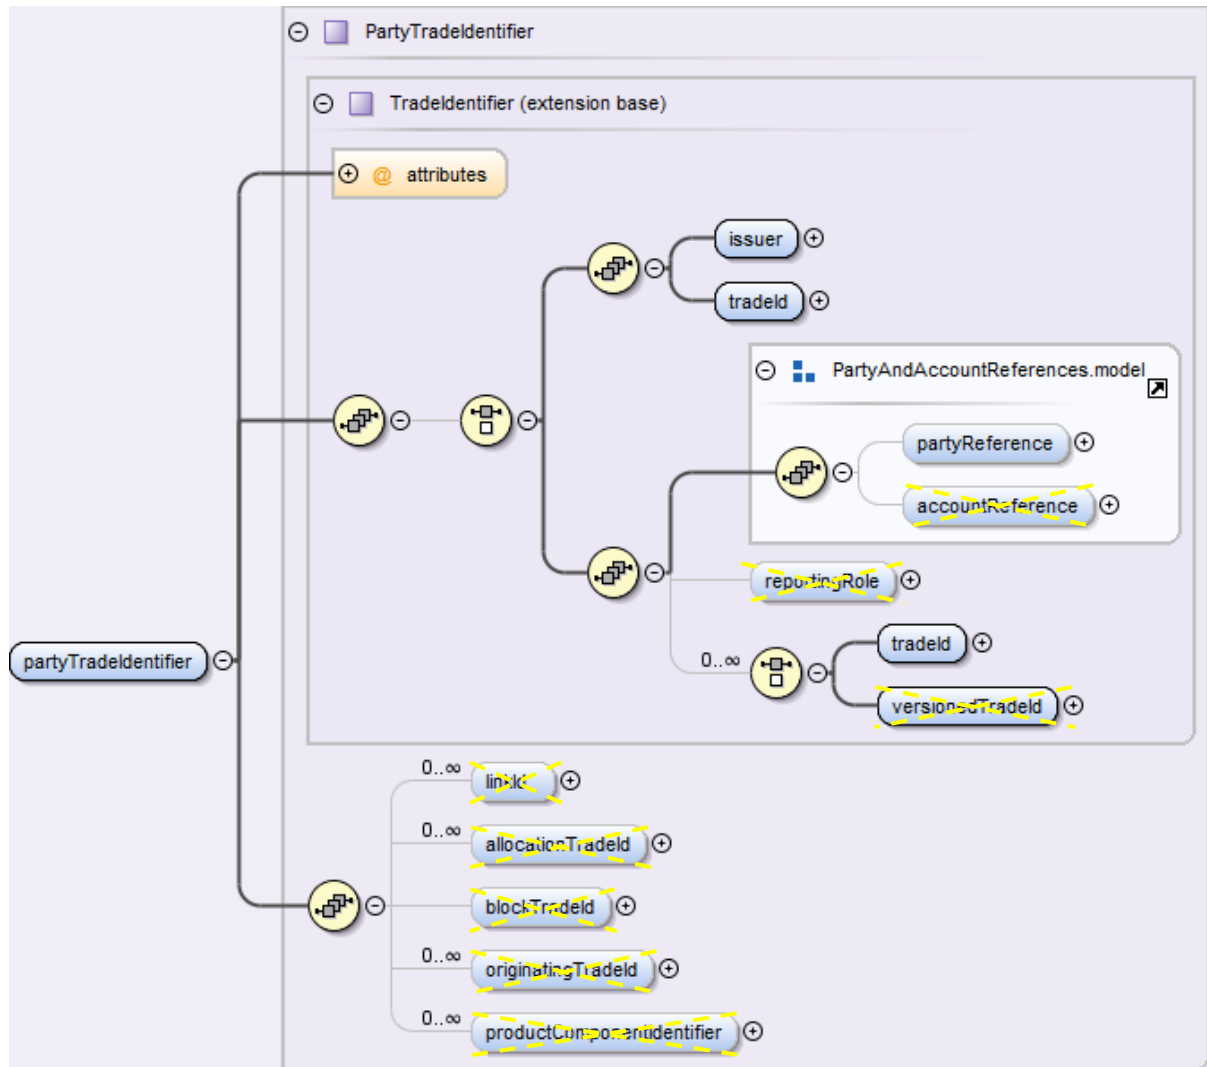 PartyTradeIdentifier
TradeIdentifier (extension base)
@ attributes
issuer
tradeId
PartyAndAccountReferences.model
partyReference
accountReference
reportingRole
partyTradeIdentifier
0..∞
tradeId
versionedTradeId
0..∞
linkId
0..∞
allocationTradeId
0..∞
blockTradeId
0..∞
originatingTradeId
0..∞
productComponentIdentifier